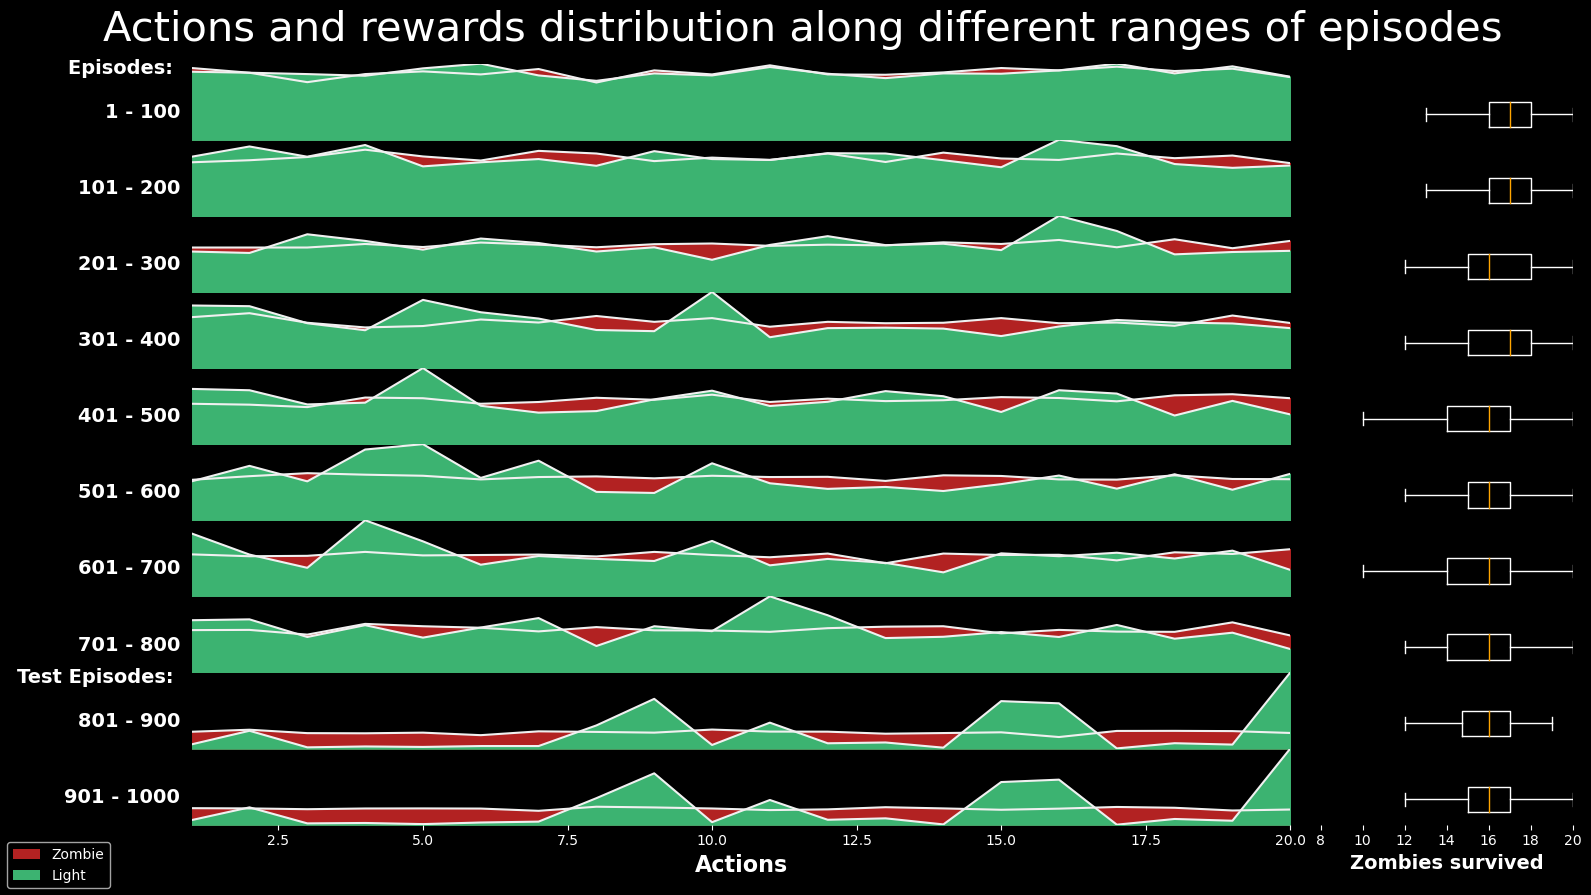 Actions and rewards distribution along different ranges of episodes
Episodes:
1 - 100
101 - 200
201 - 300
301 - 400
401 - 500
501 - 600
601 - 700
701 - 800
Test Episodes:
801 - 900
901 - 1000
2.5 5.0 7.5 10.0 12.5 15.0 17.5 20.0 8 10 12 14 16 18 20
Actions
Zombies survived
Zombie
Light